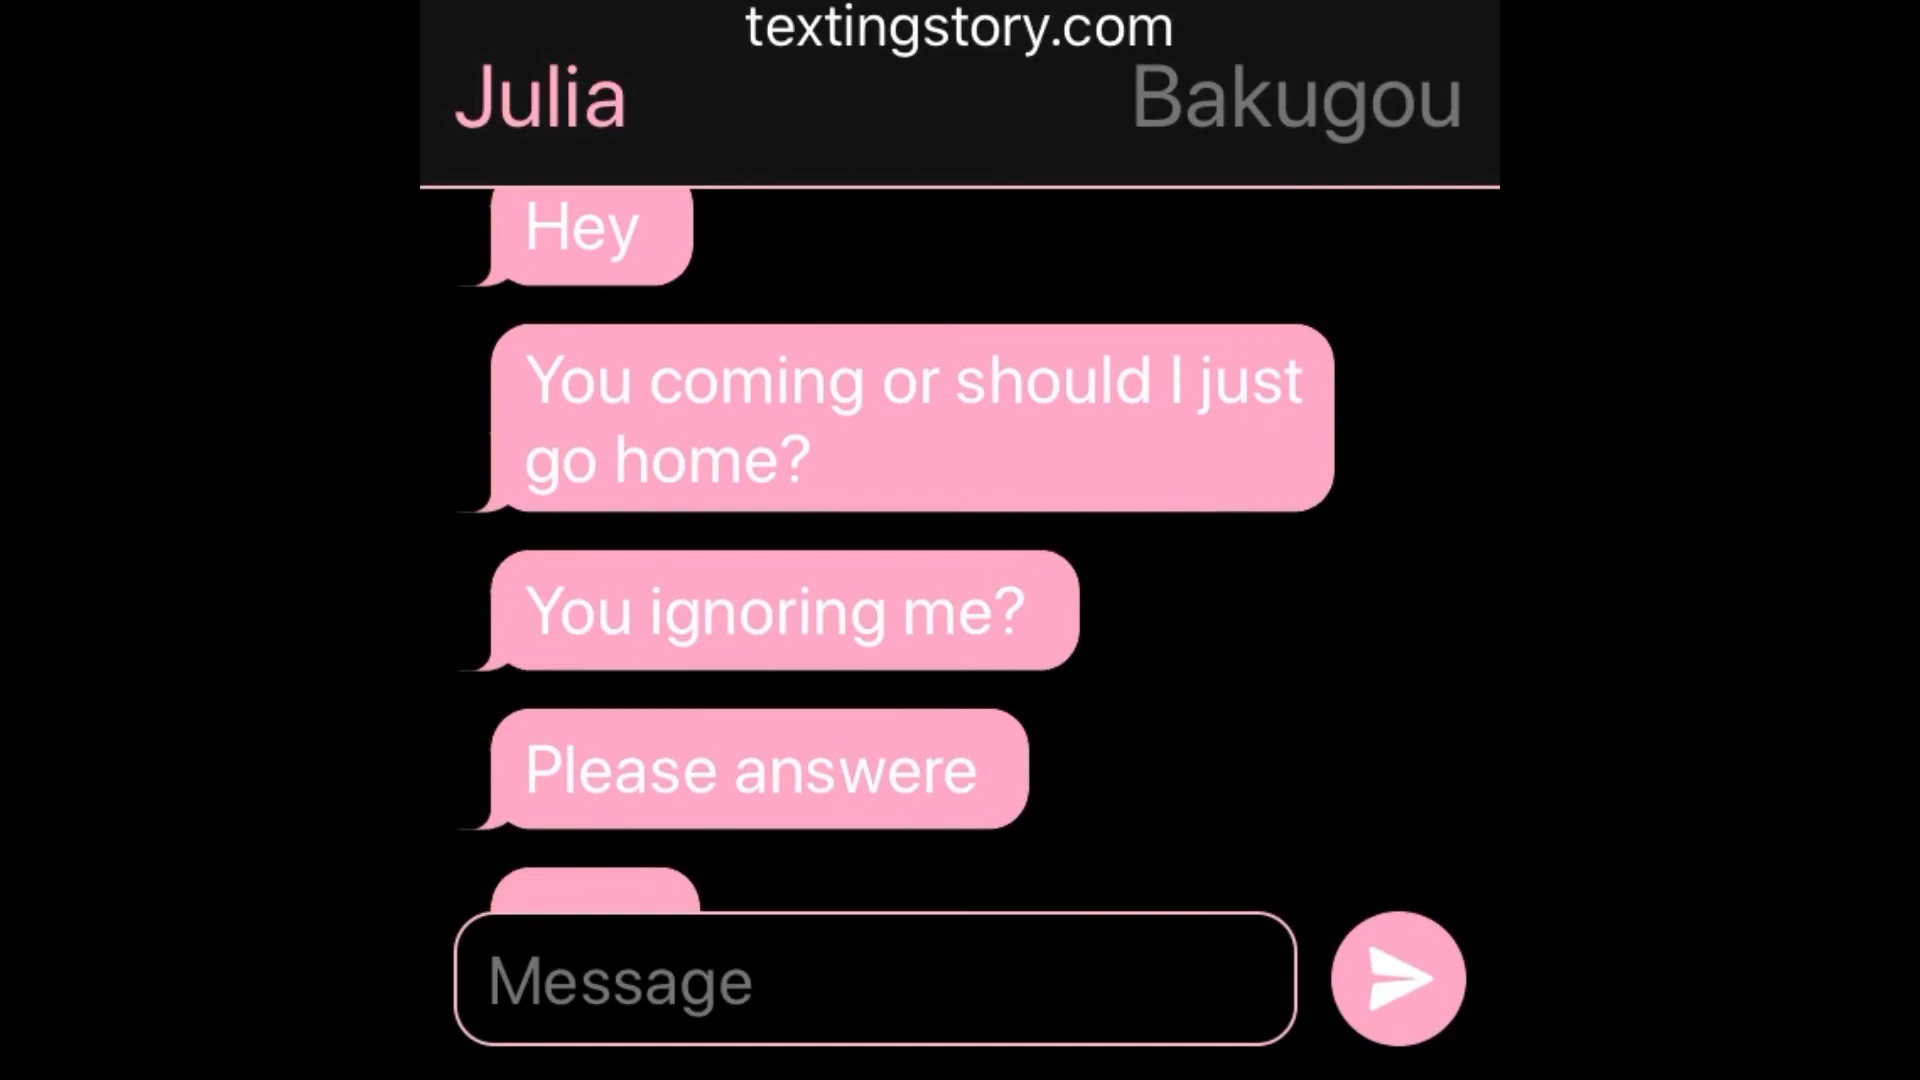 textingstory.com
Julia
Bakugou
Hey
You coming or should I just
go home?
You ignoring me?
Please answere
Message